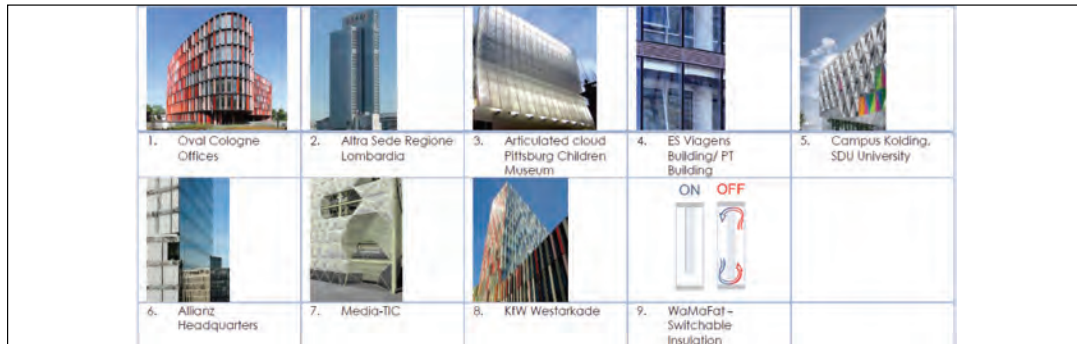 1. Oval Cologne
Offices
2. Altra Sede Regione
Lombardia
3. Articulated cloud
Pittsburg Children
Museum
4. ES Viagens
Building/ PT
Building
5. Campus Kolding,
SDU University
ON OFF
6. Allianz
Headquarters
7. Media-TIC
8. KfW Westarkade
9. WaMaFat –
Switchable
Insulation